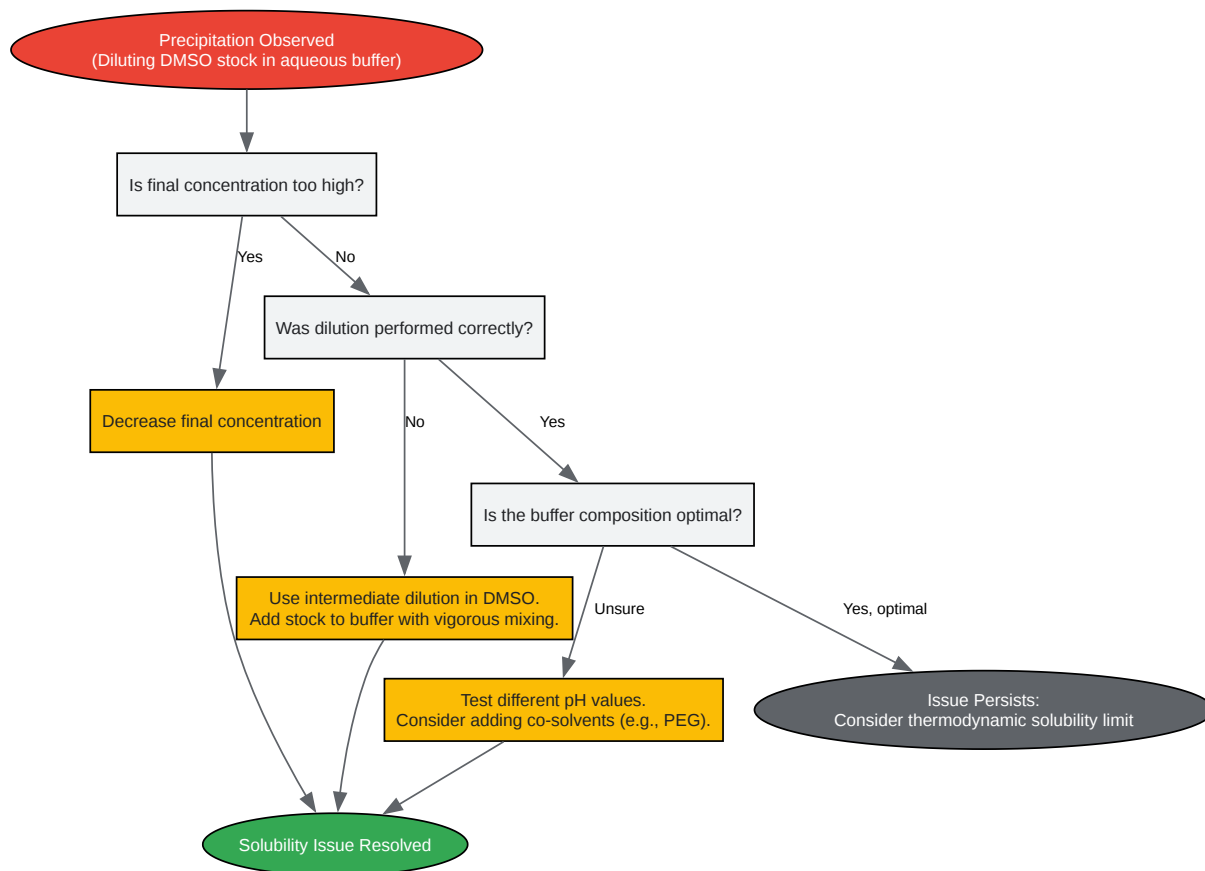 Precipitation Observed
(Diluting DMSO stock in aqueous buffer)
Is final concentration too high?
Yes
No
Was dilution performed correctly?
Decrease final concentration
No
Yes
Is the buffer composition optimal?
Use intermediate dilution in DMSO.
Add stock to buffer with vigorous mixing.
Unsure
Yes, optimal
Test different pH values.
Consider adding co-solvents (e.g., PEG).
Issue Persists:
Consider thermodynamic solubility limit
Solubility Issue Resolved